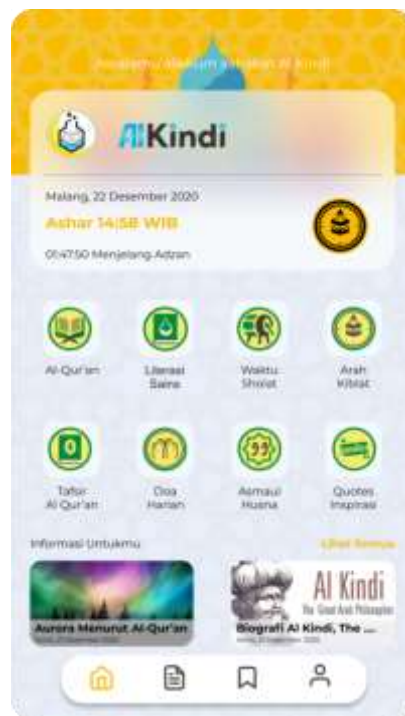 Assalamu'alaikum sahabat Al Kindi
AlKindi
Malang, 22 Desember 2020
Ashar 14:58 WIB
01:47:50 Menjelang Adzan
Al-Qur'an
Literasi
Sains
Waktu
Sholat
Arah
Kiblat
Tafsir
Al Qur'an
Doa
Harian
Asmaul
Husna
99
Quotes
Inspirasi
Informasi Untukmu
Lihat Semua
Aurora Menurut Al-Qur'an
Al Kindi
The Great Arab Philosopher
Biografi Al Kindi, The ...